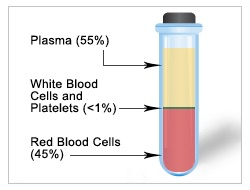 Plasma (55%)
White Blood
Cells and
Platelets (<1%)
Red Blood Cells
(45%)